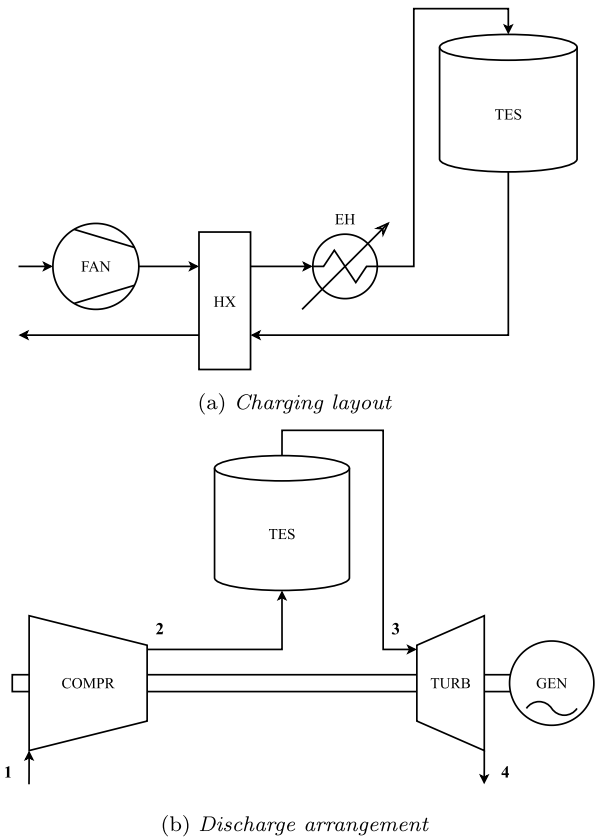 TES
EH
FAN
HX
(a) Charging layout
TES
2
3
COMPR
TURB
GEN
1
4
(b) Discharge arrangement